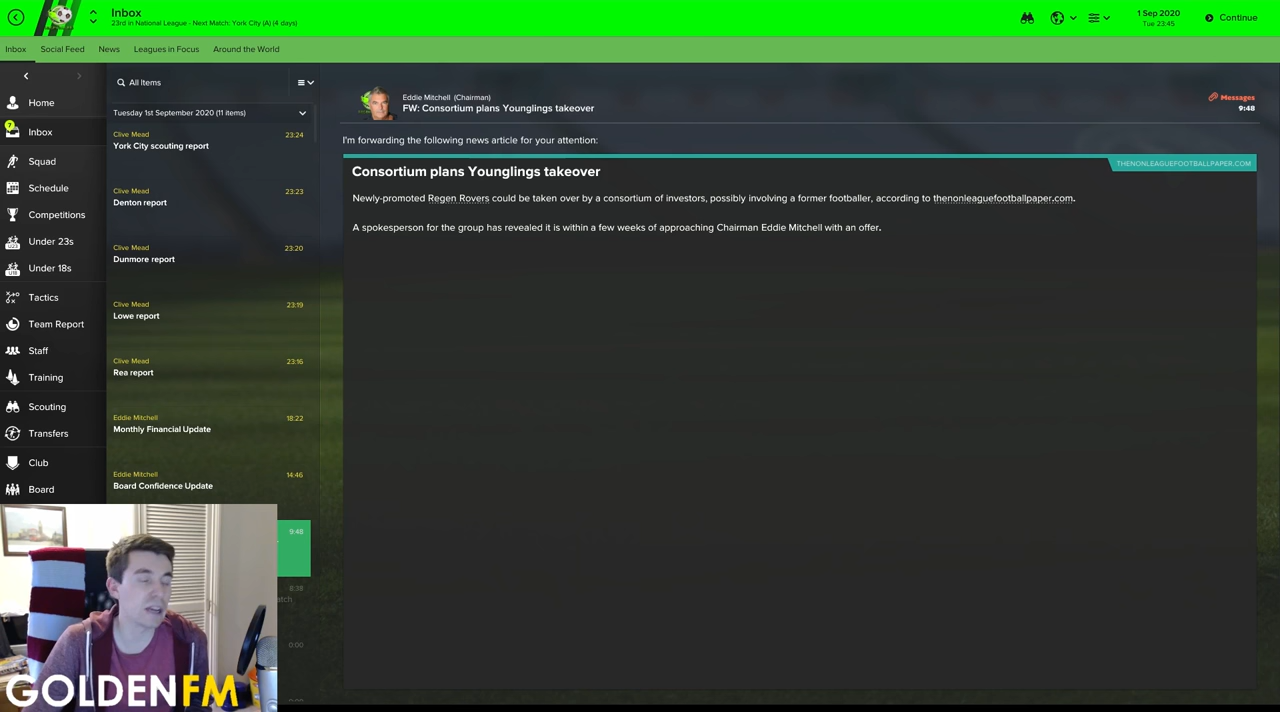 Inbox
23rd in National League - Next Match: York City (A) (4 days)
1 Sep 2020
Tue 23:45
Continue
Inbox
Social Feed
News
Leagues in Focus
Around the World
Home
7
Inbox
Squad
Schedule
Competitions
U23
Under 23s
U18
Under 18s
Tactics
Team Report
Staff
Training
Scouting
Transfers
Club
Board
All Items
Tuesday 1st September 2020 (11 items)
Clive Mead 23:24
York City scouting report
Clive Mead 23:23
Denton report
Clive Mead 23:20
Dunmore report
Clive Mead 23:19
Lowe report
Clive Mead 23:16
Rea report
Eddie Mitchell 18:22
Monthly Financial Update
Eddie Mitchell 14:46
Board Confidence Update
9:48
8:38
atch
0:00
Eddie Mitchell (Chairman)
FW: Consortium plans Younglings takeover
Messages
9:48
I'm forwarding the following news article for your attention:
THENONLEAGUEFOOTBALLPAPER.COM
Consortium plans Younglings takeover
Newly-promoted Regen Rovers could be taken over by a consortium of investors, possibly involving a former footballer, according to thenonleaguefootballpaper.com.
A spokesperson for the group has revealed it is within a few weeks of approaching Chairman Eddie Mitchell with an offer.
GOLDENFM